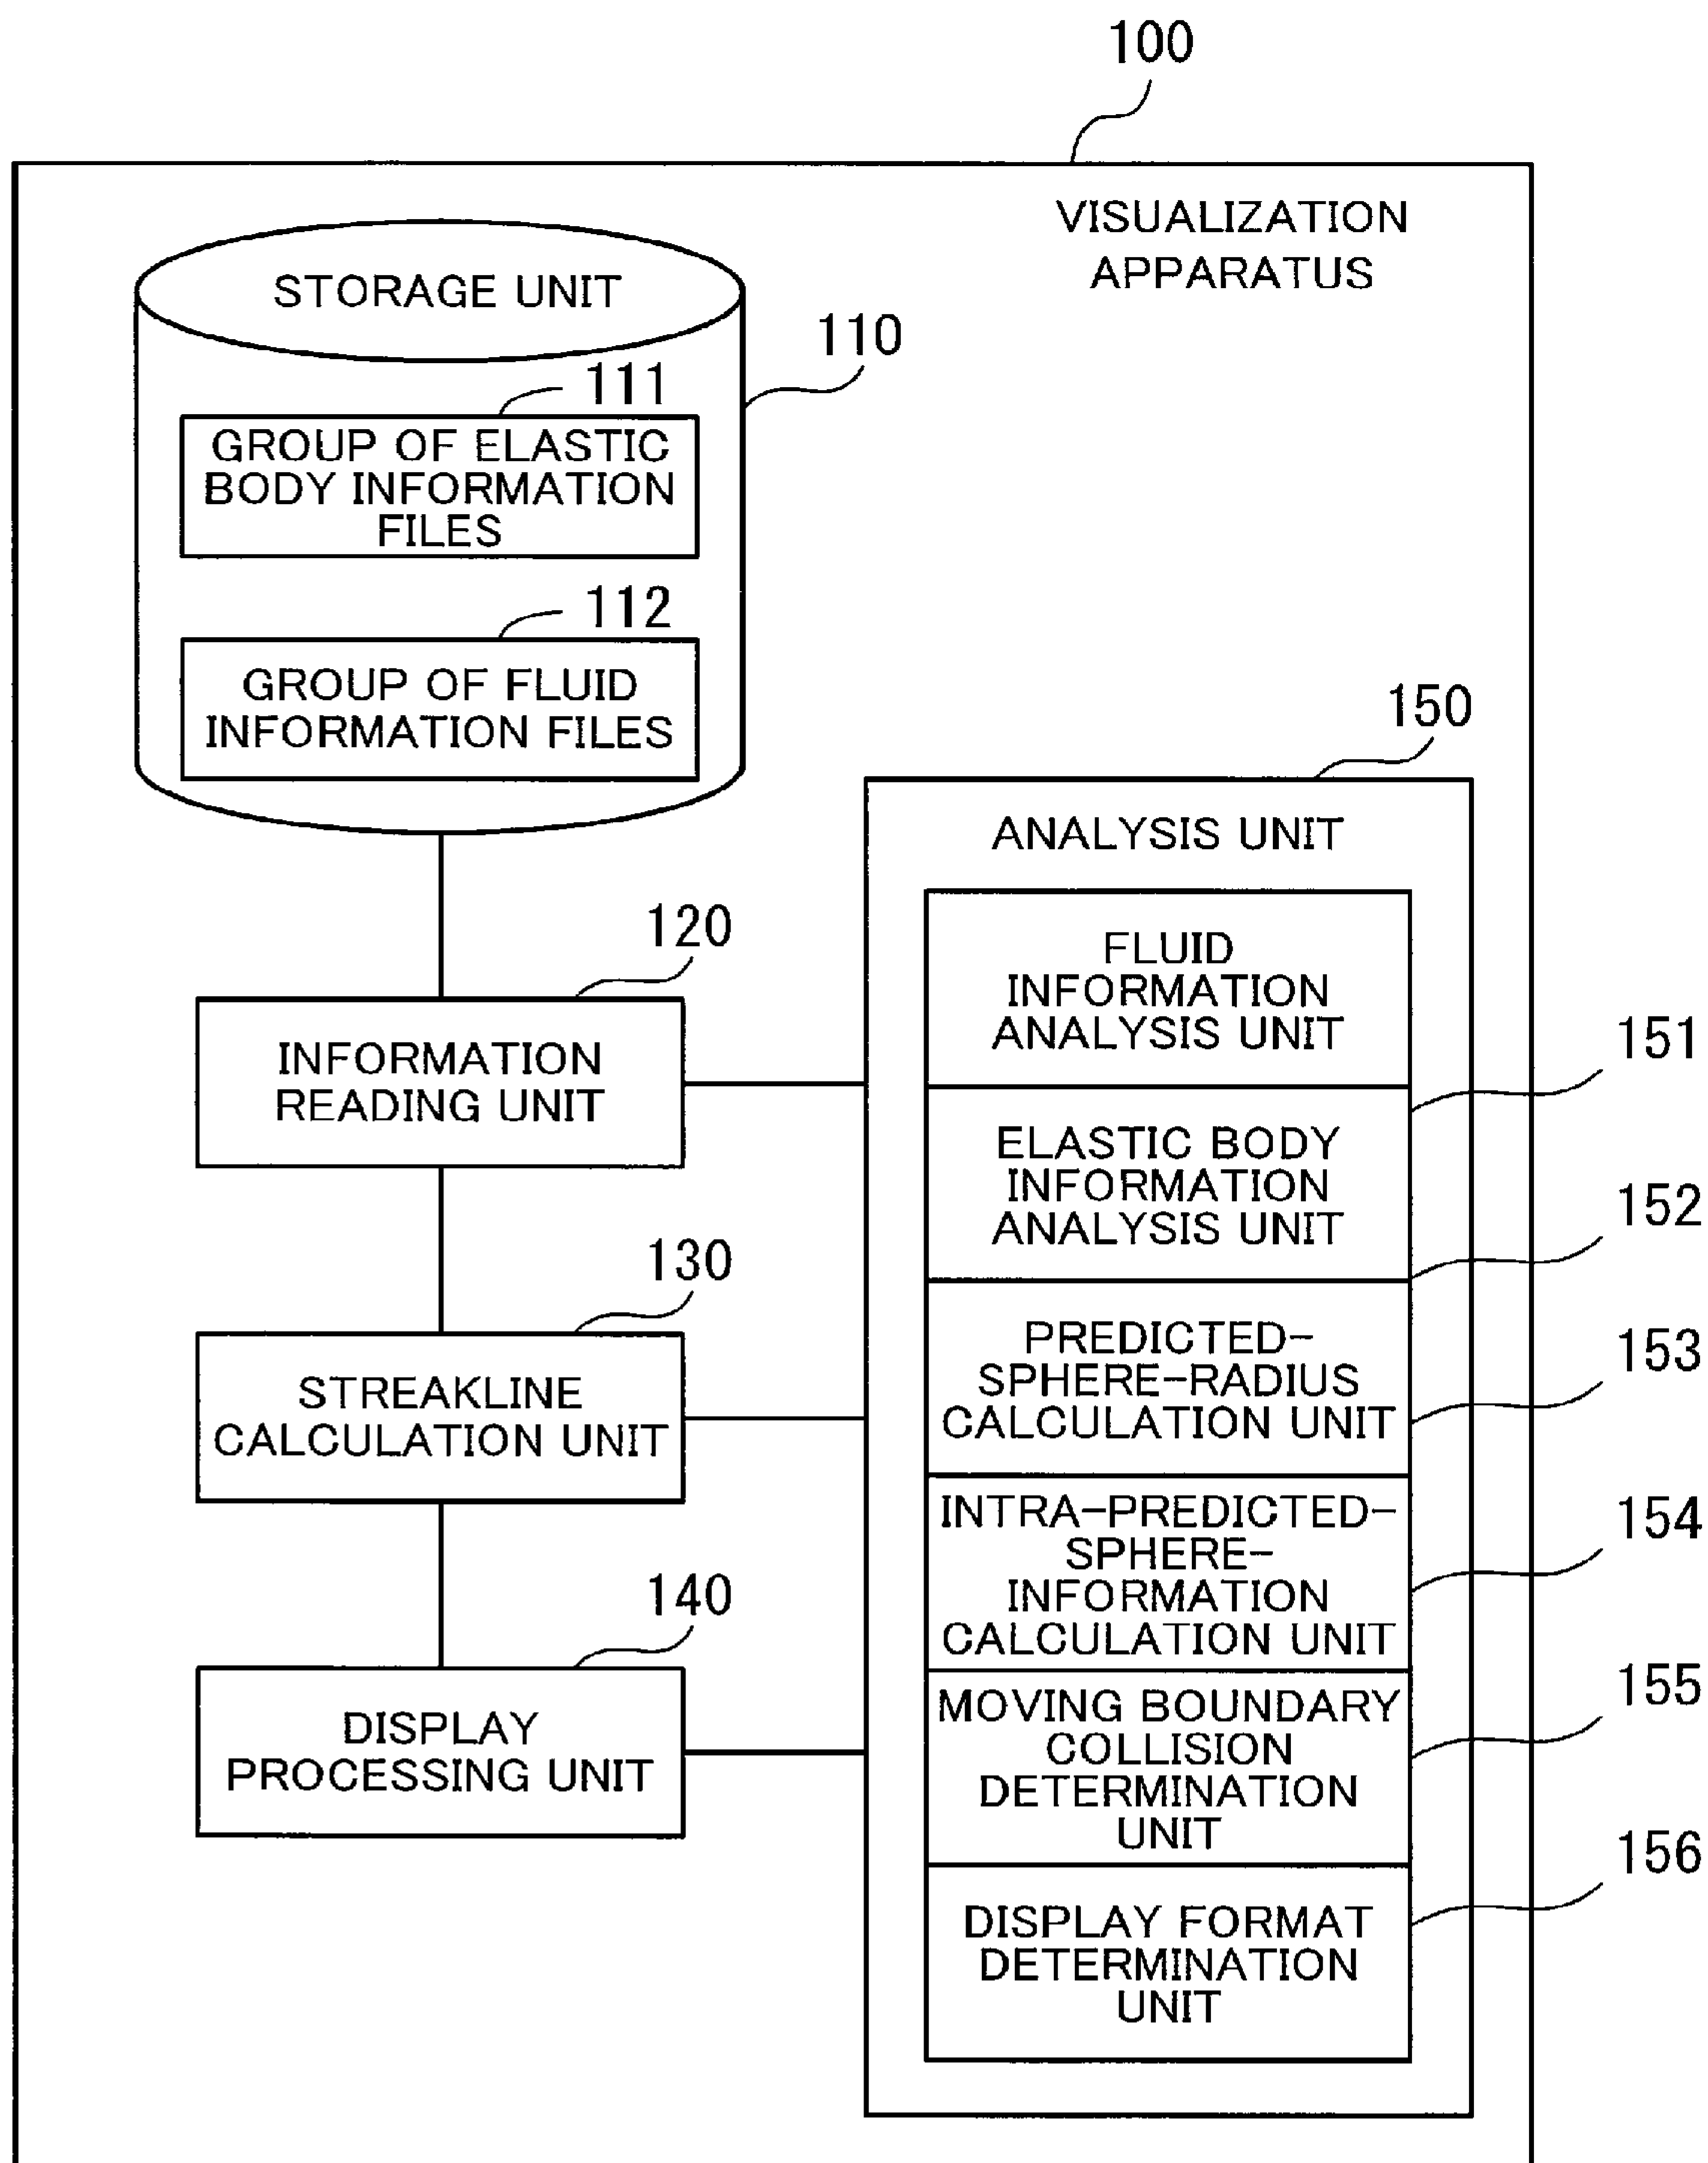 100
VISUALIZATION
APPARATUS
STORAGE UNIT
110
111
GROUP OF ELASTIC
BODY INFORMATION
FILES
112
GROUP OF FLUID
INFORMATION FILES
150
ANALYSIS UNIT
120
INFORMATION
READING UNIT
130
STREAKLINE
CALCULATION UNIT
140
DISPLAY
PROCESSING UNIT
FLUID
INFORMATION
ANALYSIS UNIT
151
ELASTIC BODY
INFORMATION
ANALYSIS UNIT
152
PREDICTED-
SPHERE-RADIUS
CALCULATION UNIT
153
INTRA-PREDICTED-
SPHERE-
INFORMATION
CALCULATION UNIT
154
MOVING BOUNDARY
COLLISION
DETERMINATION
UNIT
155
DISPLAY FORMAT
DETERMINATION
UNIT
156